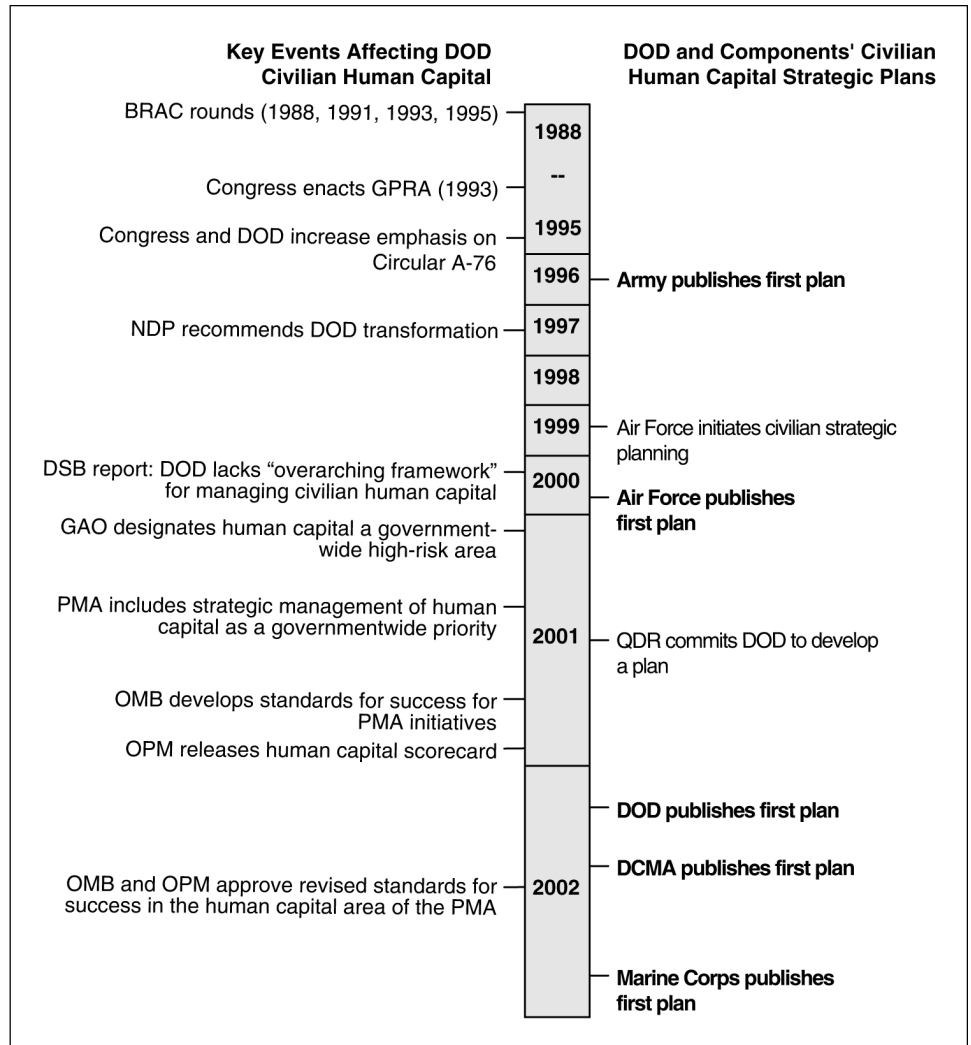 Key Events Affecting DOD
Civilian Human Capital
DOD and Components' Civilian
Human Capital Strategic Plans
BRAC rounds (1988, 1991, 1993, 1995)
1988
--
Congress enacts GPRA (1993)
1995
Congress and DOD increase emphasis on
Circular A-76
1996
Army publishes first plan
NDP recommends DOD transformation
1997
1998
1999
Air Force initiates civilian strategic
planning
DSB report: DOD lacks “overarching framework”
for managing civilian human capital
2000
Air Force publishes
first plan
GAO designates human capital a government-
wide high-risk area
PMA includes strategic management of human
capital as a governmentwide priority
2001
QDR commits DOD to develop
a plan
OMB develops standards for success for
PMA initiatives
OPM releases human capital scorecard
DOD publishes first plan
DCMA publishes first plan
OMB and OPM approve revised standards for
success in the human capital area of the PMA
2002
Marine Corps publishes
first plan